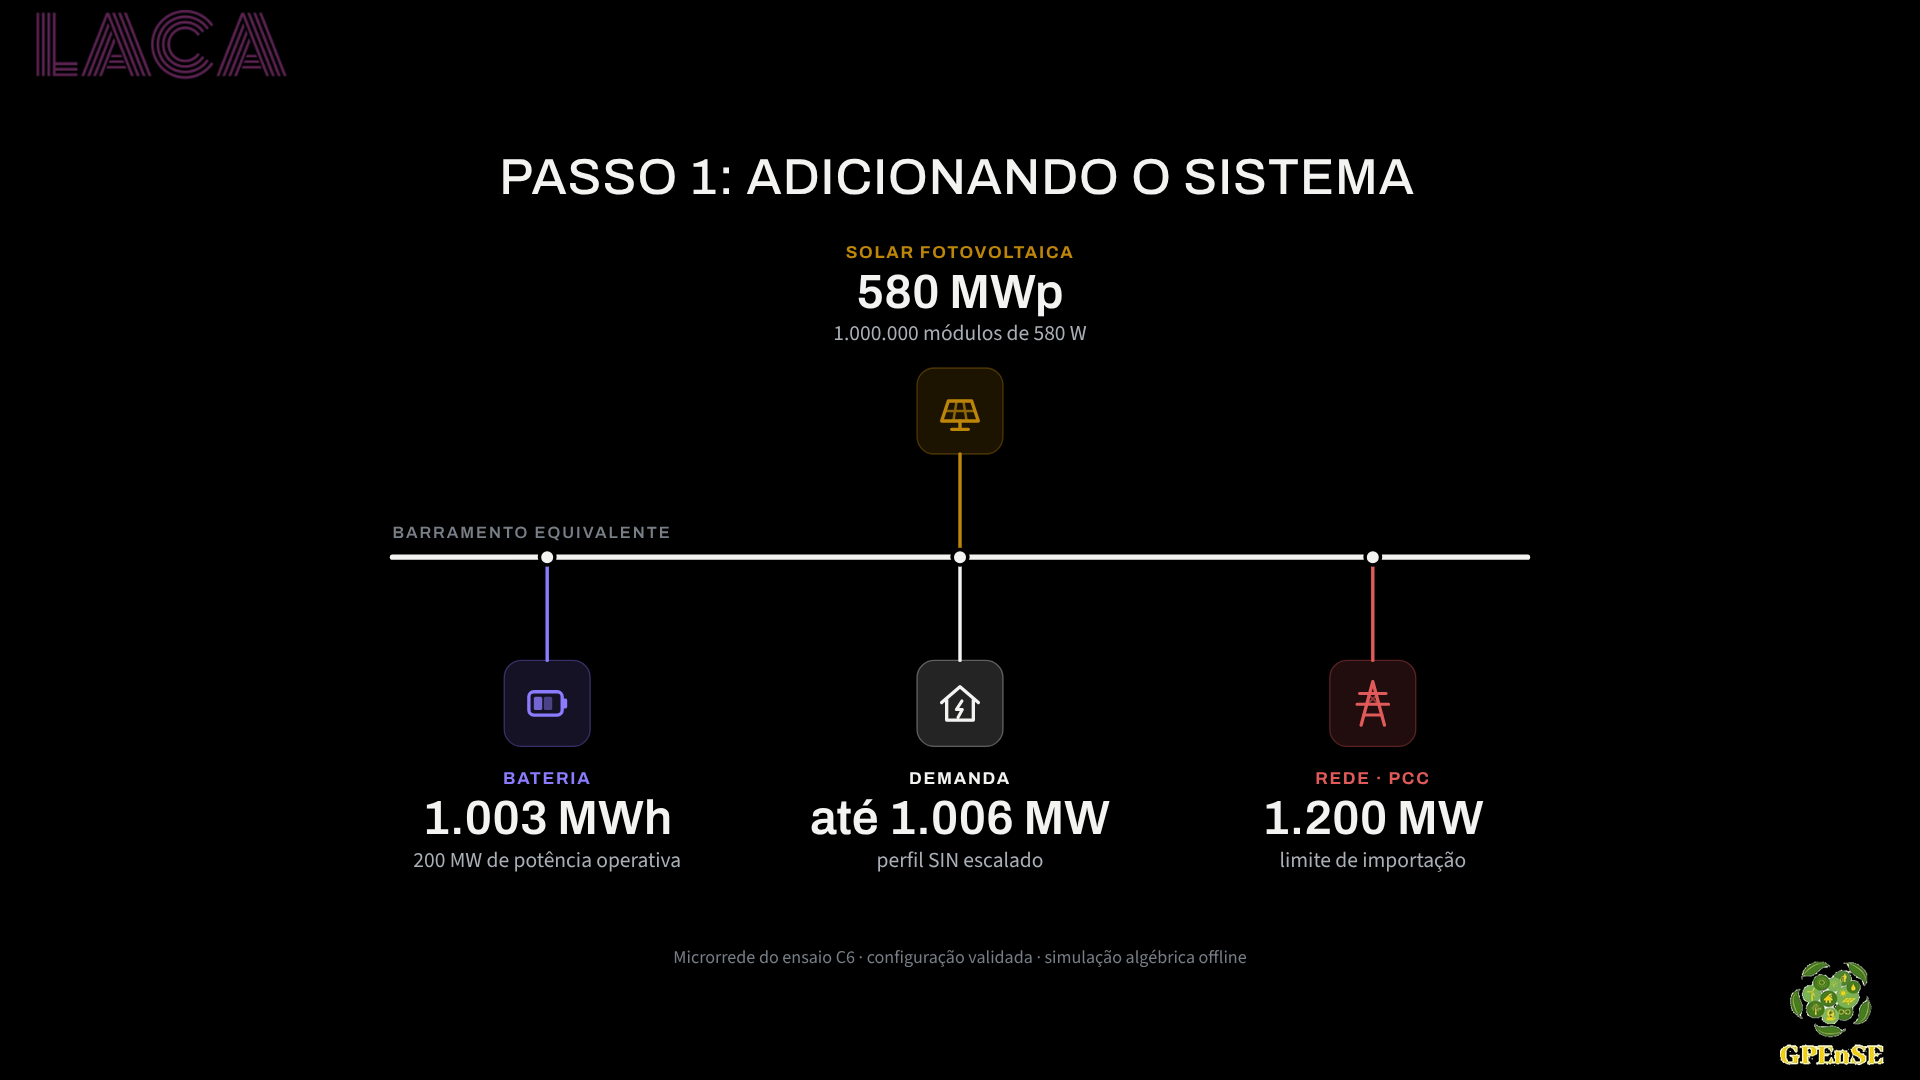 LACA
PASSO 1: ADICIONANDO O SISTEMA
SOLAR FOTOVOLTAICA
580 MWp
1.000.000 módulos de 580 W
BARRAMENTO EQUIVALENTE
BATERIA
1.003 MWh
200 MW de potência operativa
DEMANDA
até 1.006 MW
perfil SIN escalado
REDE · PCC
1.200 MW
limite de importação
Microrrede do ensaio C6 · configuração validada · simulação algébrica offline
GPEnSE